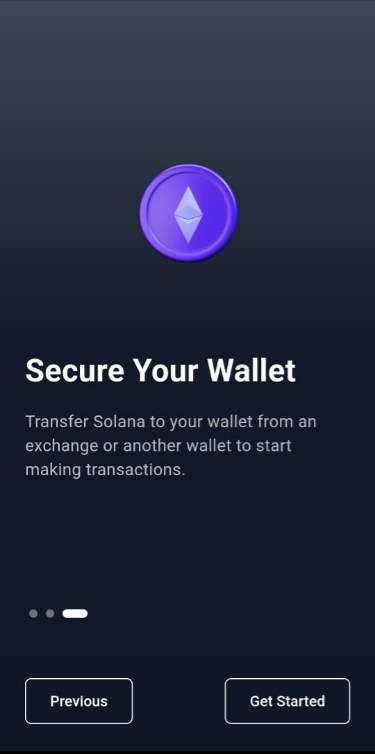 Secure Your Wallet
Transfer Solana to your wallet from an
exchange or another wallet to start
making transactions.
Previous
Get Started